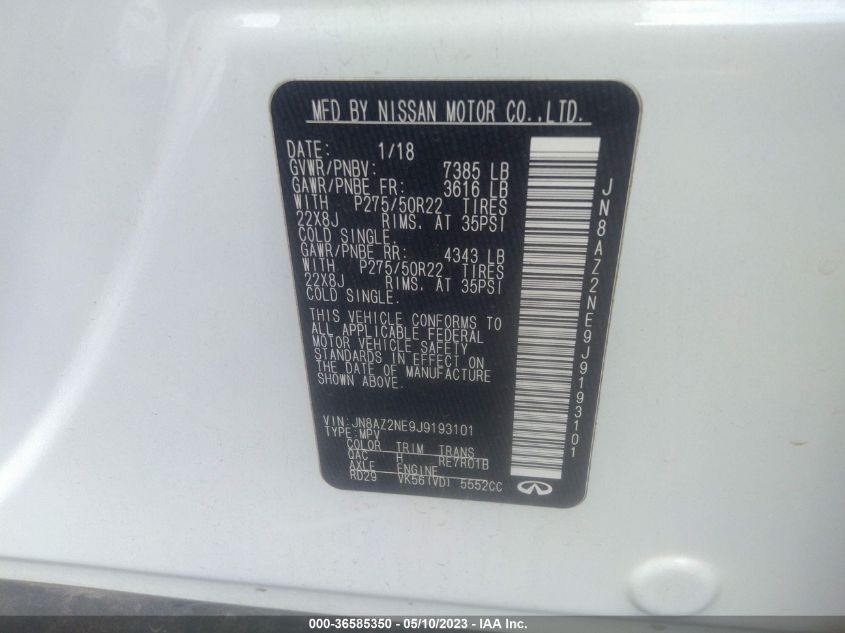 MFD BY NISSAN MOTOR CO.,LTD.
DATE: 1/18
GVWR/PNBV: 7385 LB
GAWR/PNBE FR: 3616 LB
WITH P275/50R22 TIRES
22X8J RIMS. AT 35PSI
COLD SINGLE.
GAWR/PNBE RR: 4343 LB
WITH P275/50R22 TIRES
22X8J RIMS. AT 35PSI
COLD SINGLE.
THIS VEHICLE CONFORMS TO
ALL APPLICABLE FEDERAL
MOTOR VEHICLE SAFETY
STANDARDS IN EFFECT ON
THE DATE OF MANUFACTURE
SHOWN ABOVE.
VIN:JN8AZ2NE9J9193101
TYPE:MPV
COLOR TRIM TRANS
QAC H RE7R01B
AXLE ENGINE
RD29 VK56(VD) 5552CC
JN8AZ2NE9J9193101
000-36585350 - 05/10/2023 - IAA Inc.